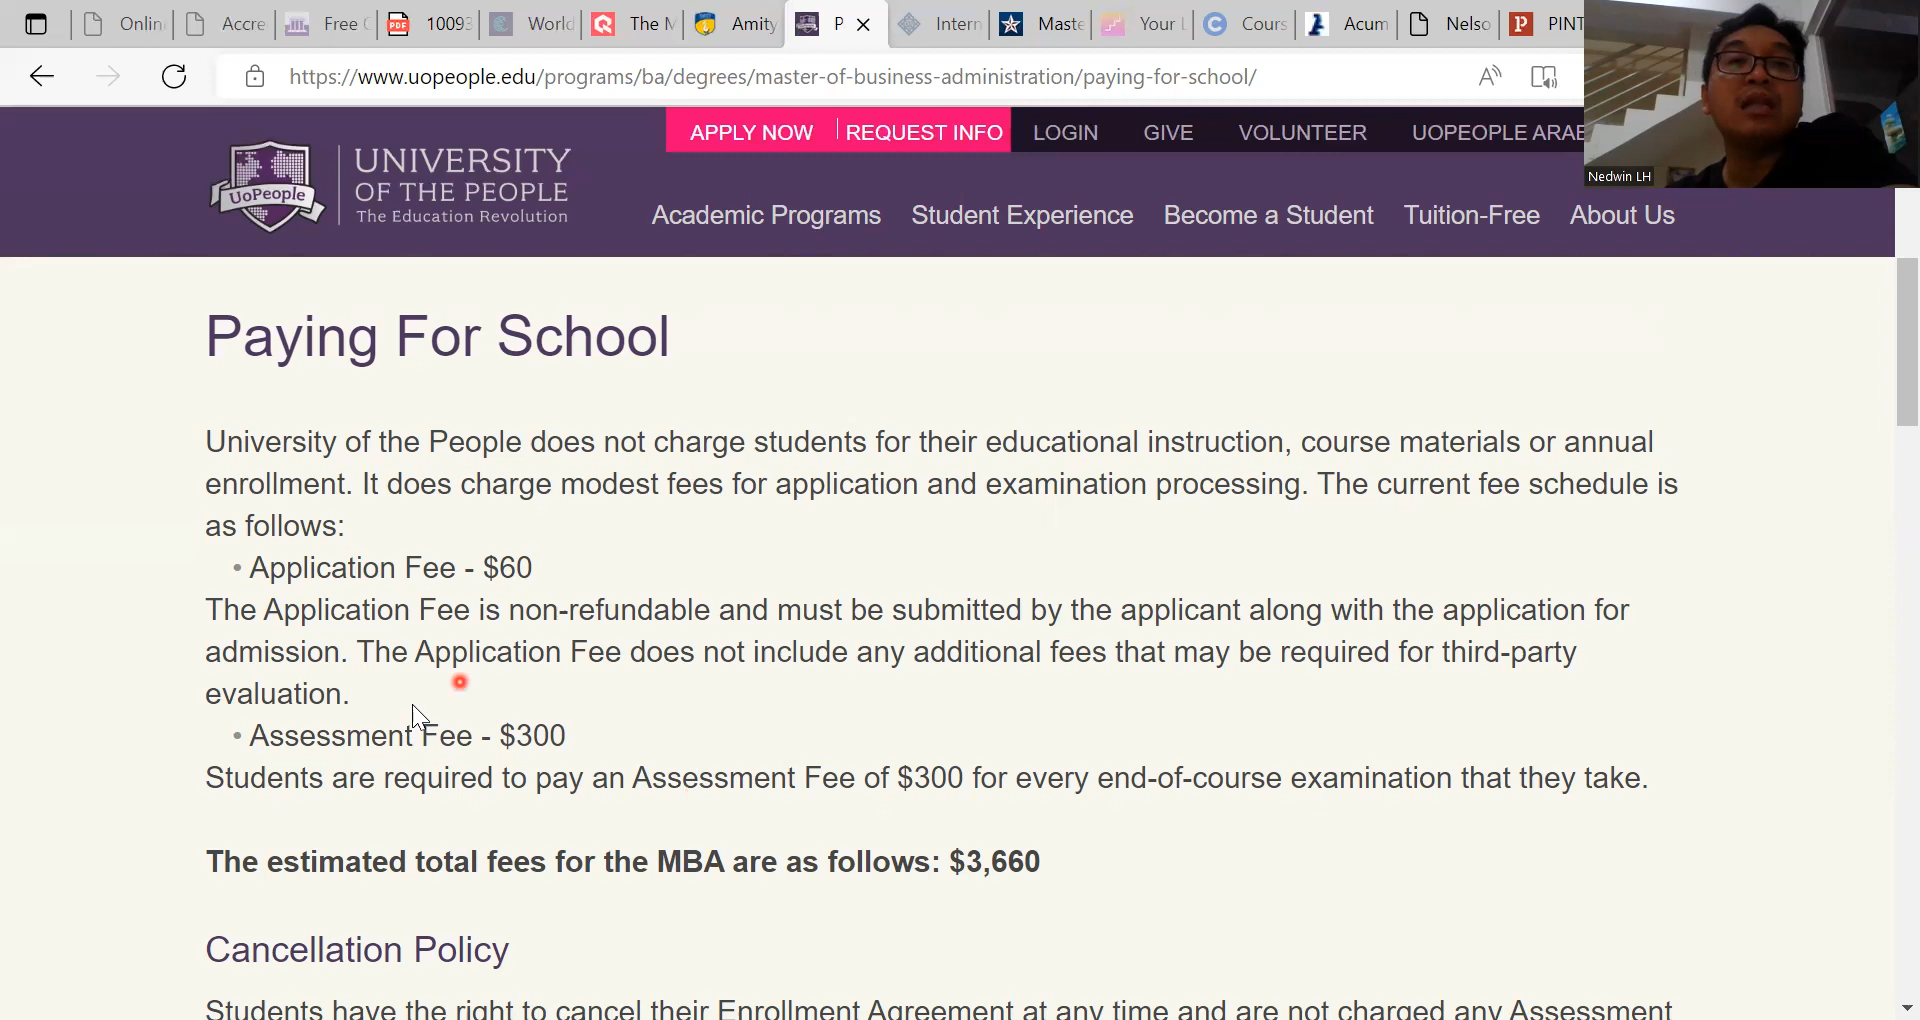 Onlin
Accre
Free C
10093
World
The M
Amity
P
Intern
Maste
Your L
Cours
Acum
Nelso
PINT
https://www.uopeople.edu/programs/ba/degrees/master-of-business-administration/paying-for-school/
Nedwin LH
APPLY NOW
REQUEST INFO
LOGIN
GIVE
VOLUNTEER
UOPEOPLE ARAB
UoPeople
UNIVERSITY
OF THE PEOPLE
The Education Revolution
Academic Programs
Student Experience
Become a Student
Tuition-Free
About Us
Paying For School
University of the People does not charge students for their educational instruction, course materials or annual
enrollment. It does charge modest fees for application and examination processing. The current fee schedule is
as follows:
• Application Fee - $60
The Application Fee is non-refundable and must be submitted by the applicant along with the application for
admission. The Application Fee does not include any additional fees that may be required for third-party
evaluation.
• Assessment Fee - $300
Students are required to pay an Assessment Fee of $300 for every end-of-course examination that they take.
The estimated total fees for the MBA are as follows: $3,660
Cancellation Policy
Students have the right to cancel their Enrollment Agreement at any time and are not charged any Assessment